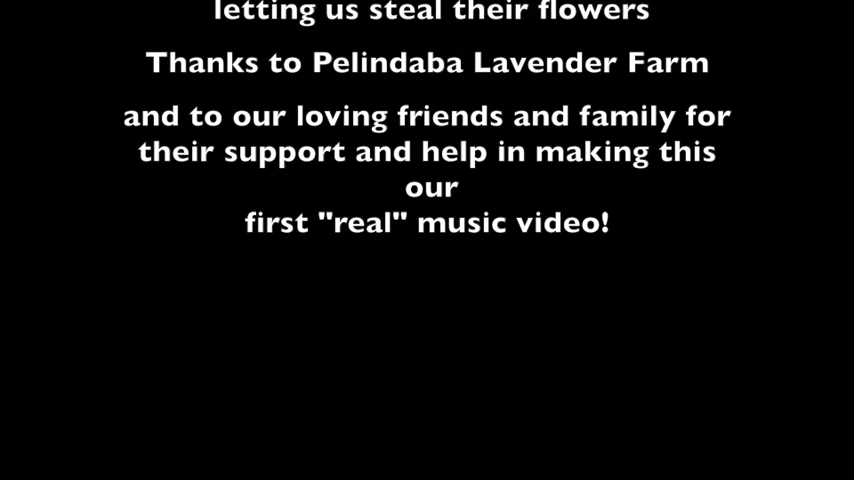 letting us steal their flowers
Thanks to Pelindaba Lavender Farm
and to our loving friends and family for
their support and help in making this
our
first "real" music video!